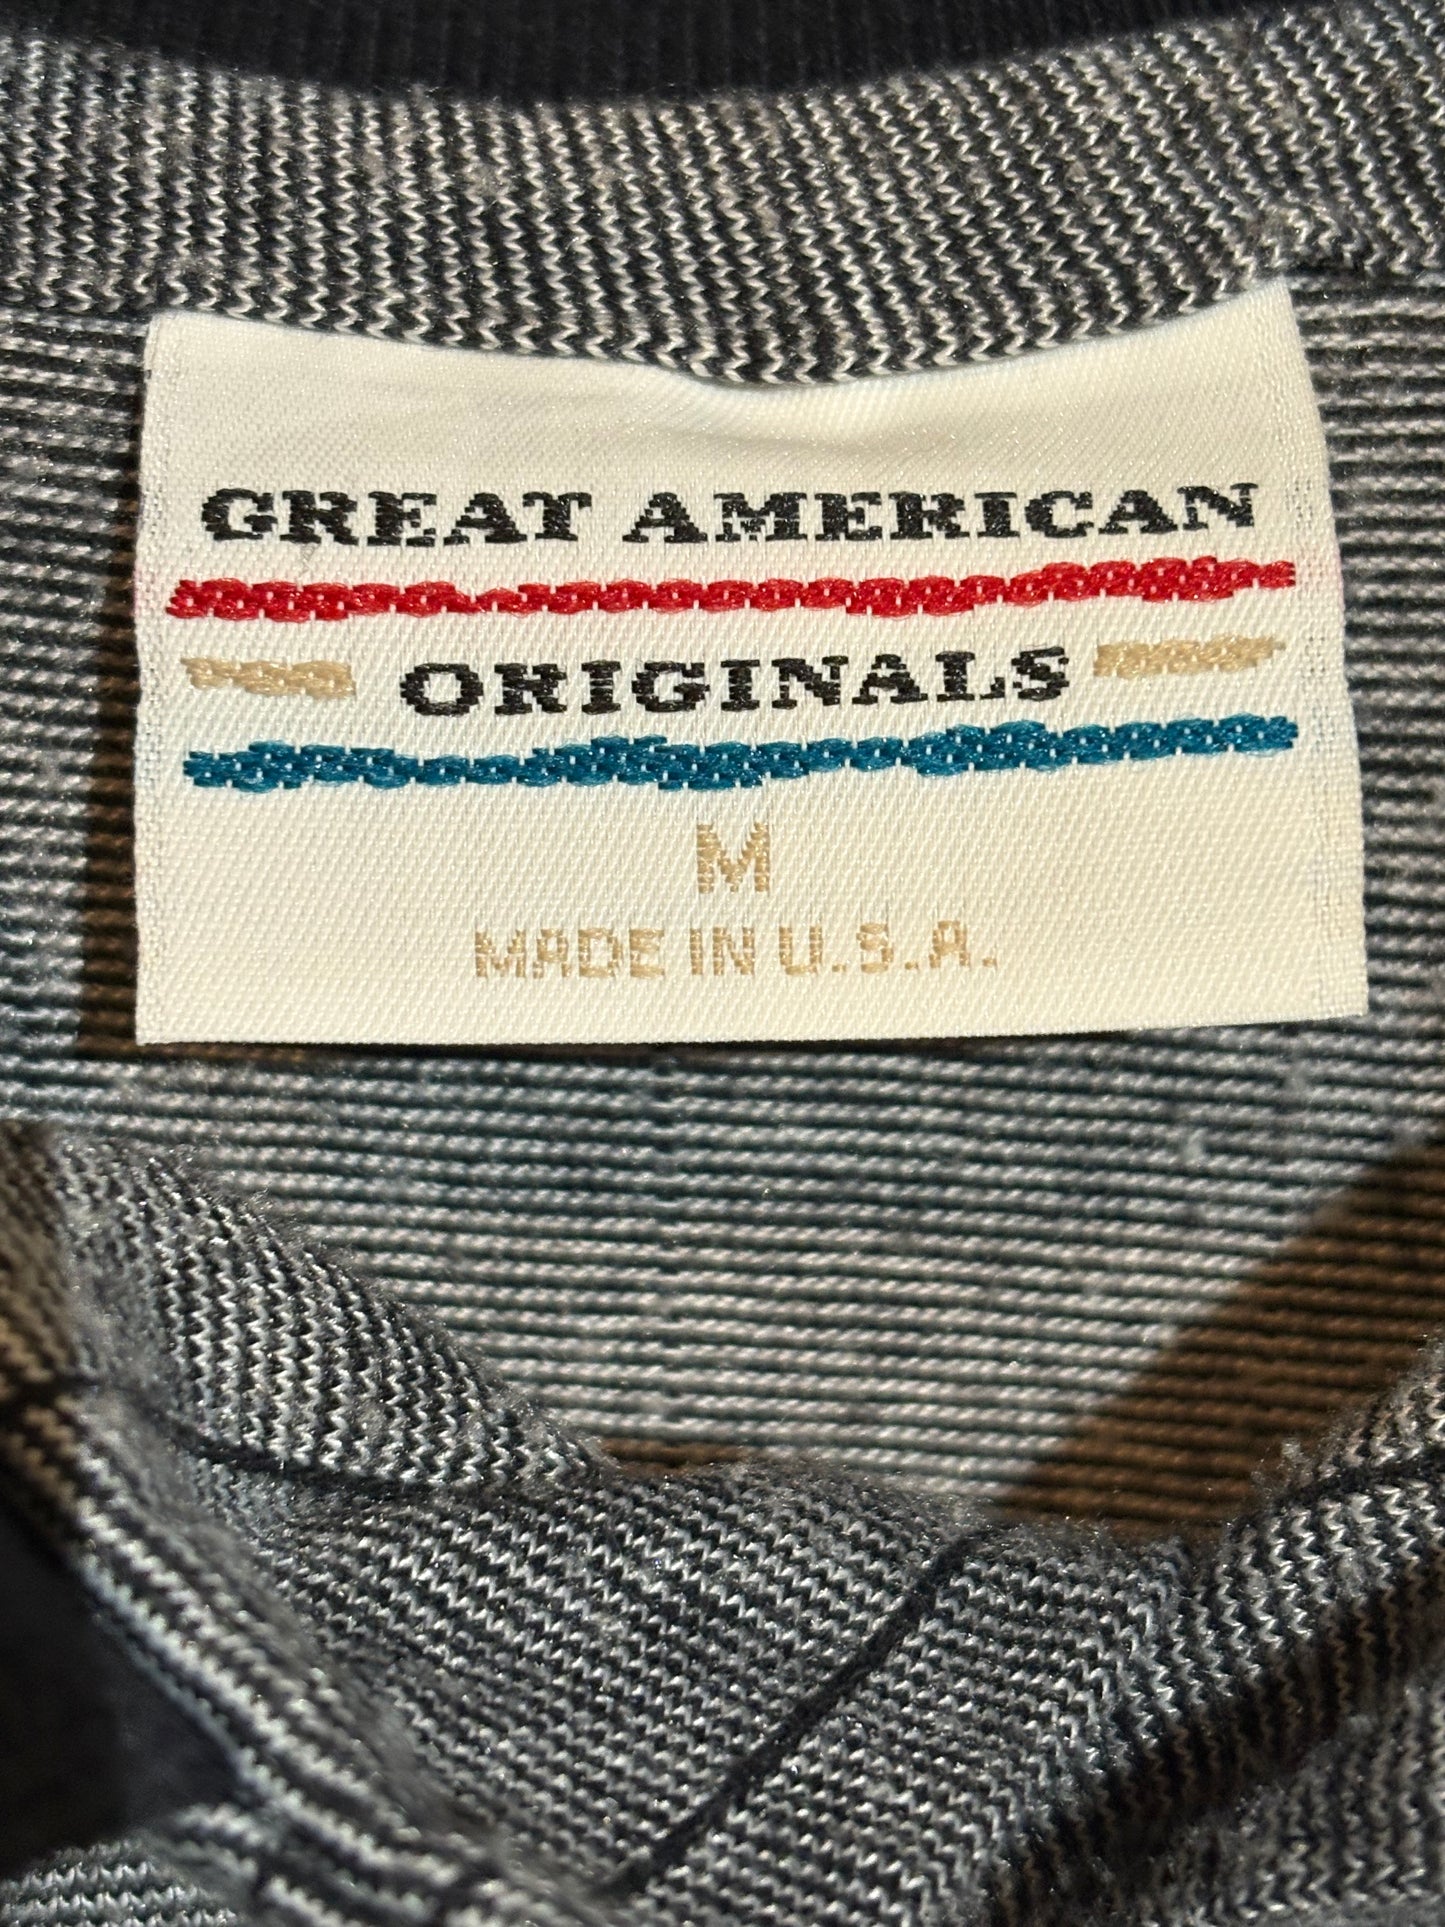 GREAT AMERICAN
ORIGINALS
M
MADE IN U.S.A.